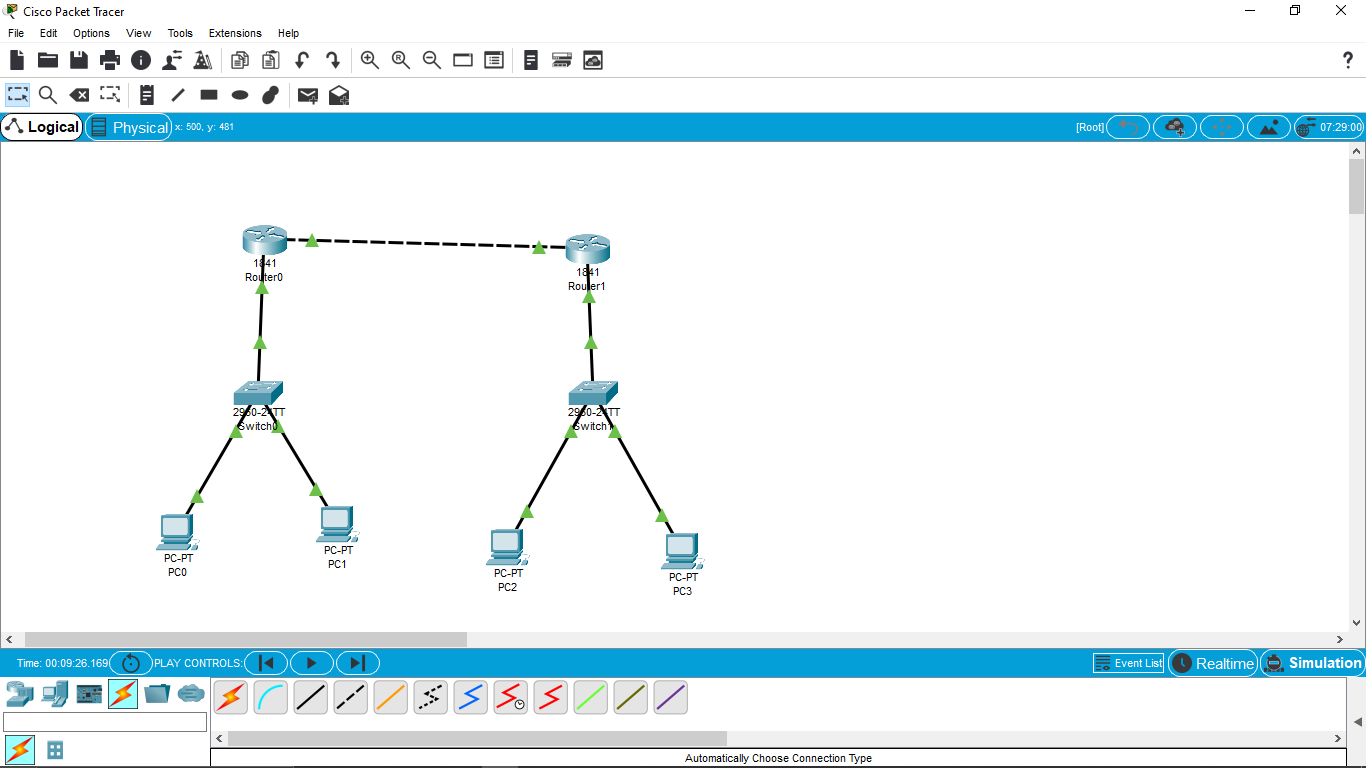 Cisco Packet Tracer
File Edit Options View Tools Extensions Help
Logical Physical x: 500, y: 481 [Root] 07:29:00
1841
Router0
1841
Router1
2960-24TT
Switch0
2960-24TT
Switch1
PC-PT
PC0
PC-PT
PC1
PC-PT
PC2
PC-PT
PC3
Time: 00:09:26.169 PLAY CONTROLS: Event List Realtime Simulation
Automatically Choose Connection Type